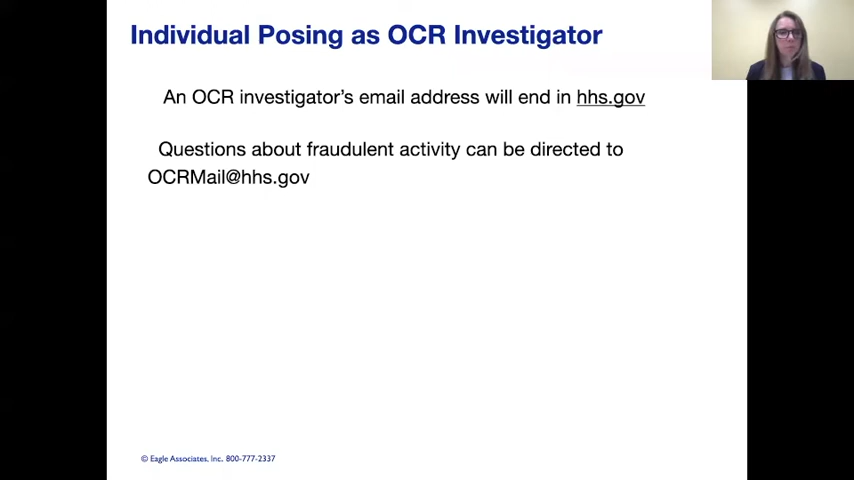 Individual Posing as OCR Investigator
An OCR investigator's email address will end in hhs.gov
Questions about fraudulent activity can be directed to
OCRMail@hhs.gov
© Eagle Associates, Inc. 800-777-2337